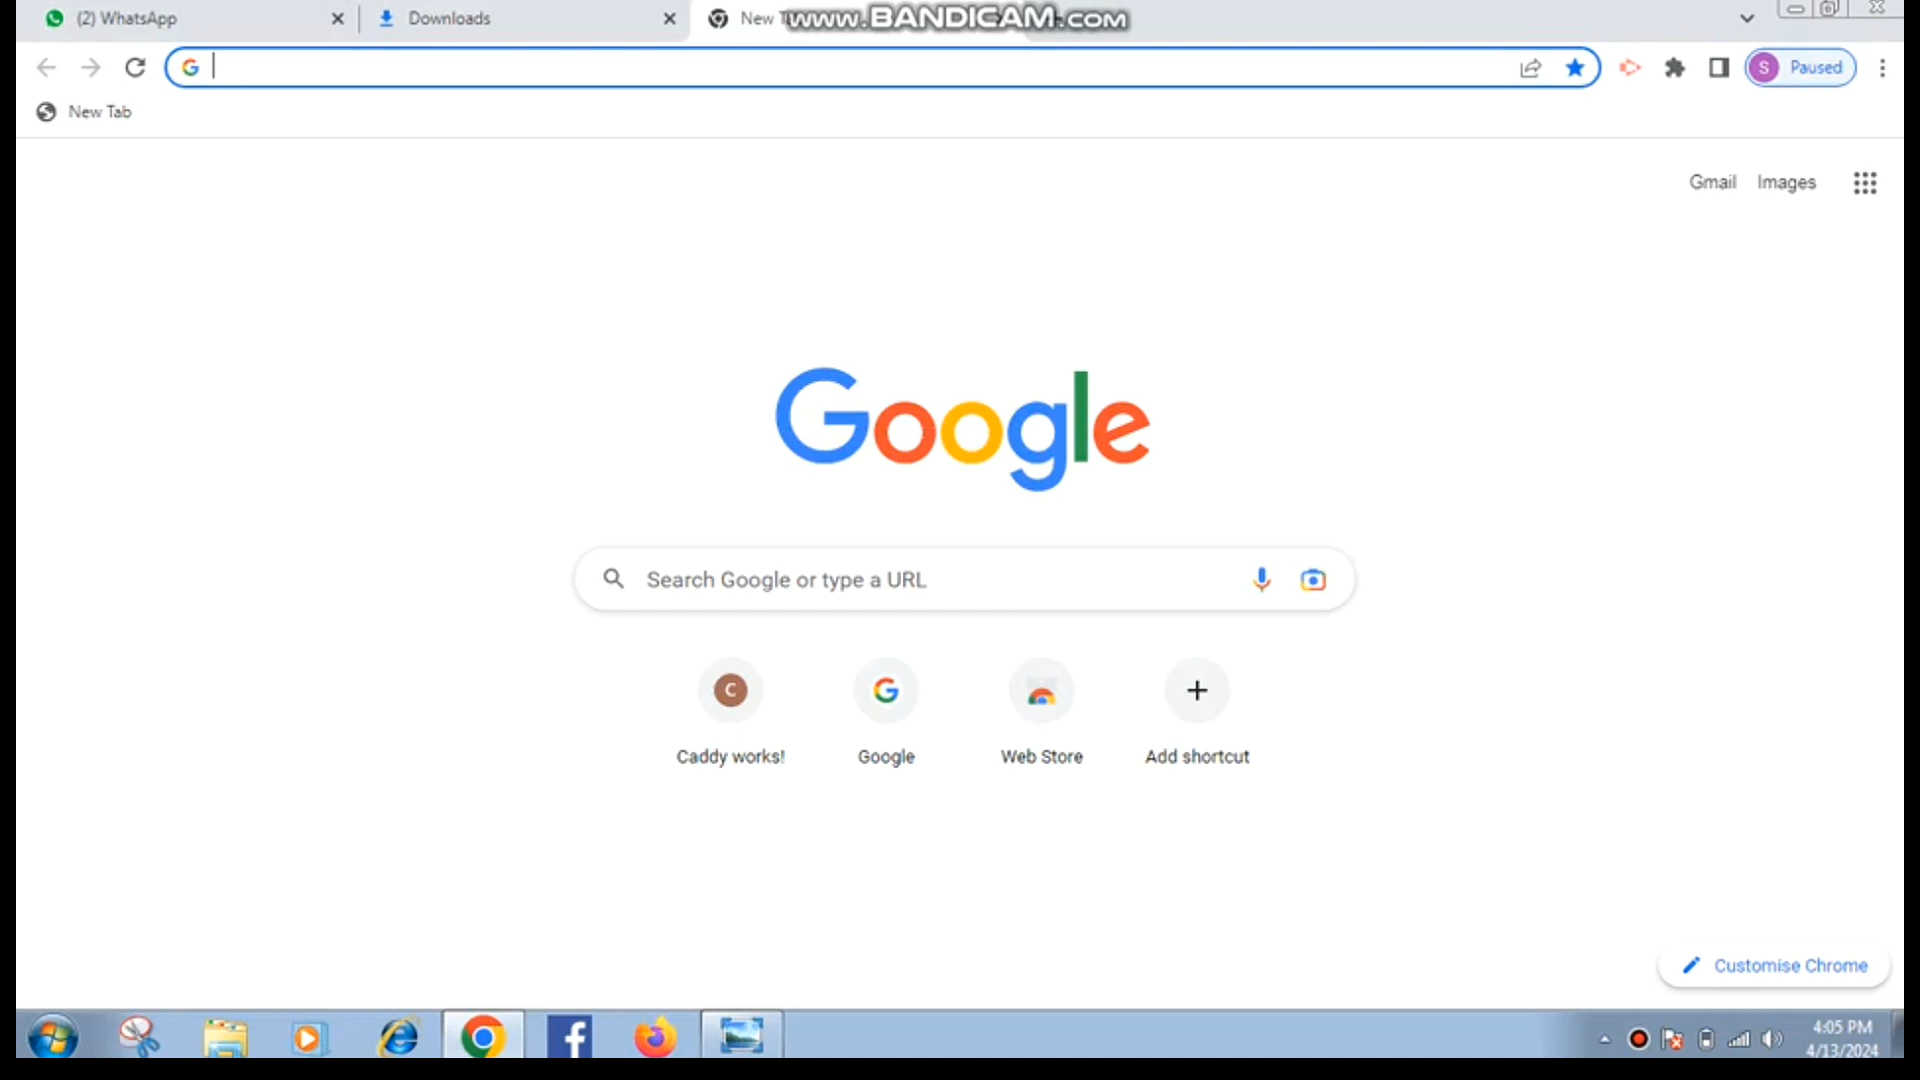 (2) WhatsApp
Downloads
New T
www.BANDICAM.com
Paused
New Tab
Gmail Images
Google
Search Google or type a URL
C
Caddy works!
Google
Web Store
Add shortcut
Customise Chrome
4:05 PM
4/13/2024